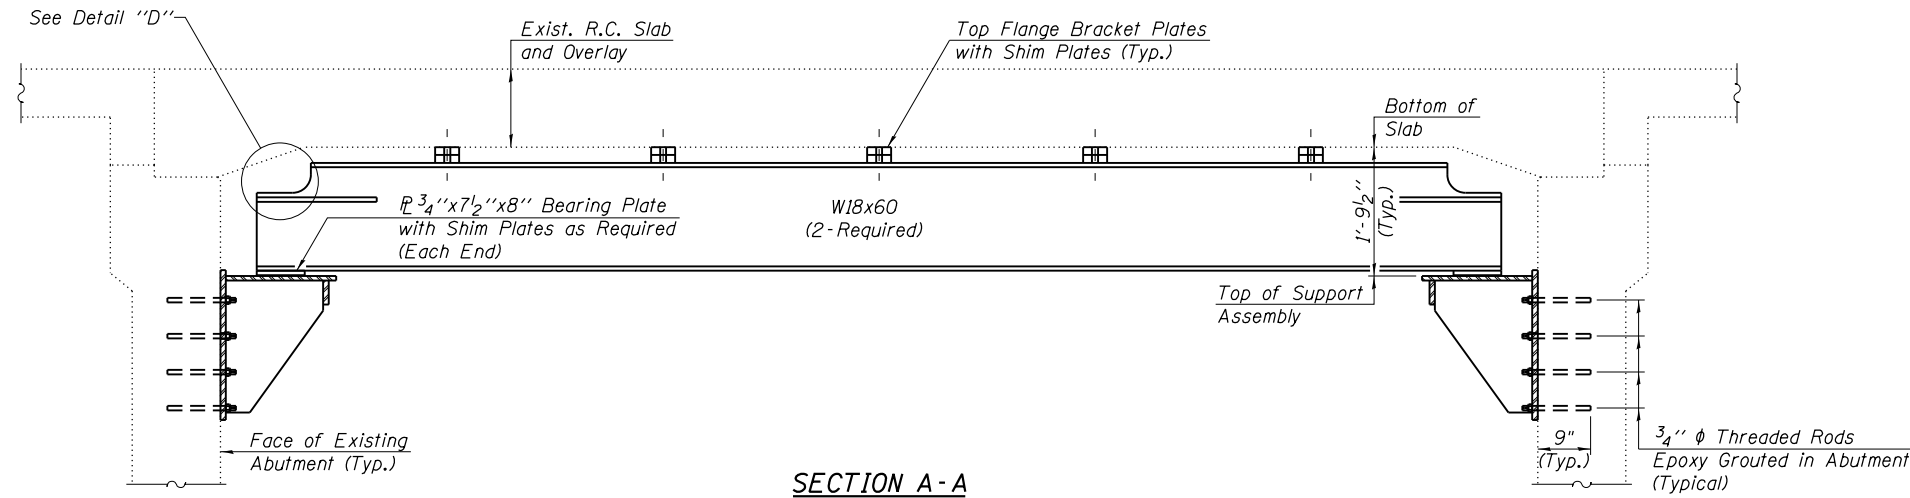 See Detail "D"
Exist. R.C. Slab
and Overlay
Top Flange Bracket Plates
with Shim Plates (Typ.)
Bottom of
Slab
℄ 3/4"x7 1/2"x8" Bearing Plate
with Shim Plates as Required
(Each End)
W18x60
(2-Required)
1'-9 1/2"
(Typ.)
Top of Support
Assembly
Face of Existing
Abutment (Typ.)
9"
(Typ.)
3/4" ϕ Threaded Rods
Epoxy Grouted in Abutment
(Typical)
SECTION A-A